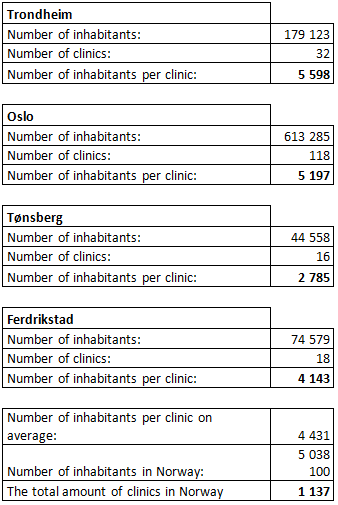 Trondheim
Number of inhabitants: 179 123
Number of clinics: 32
Number of inhabitants per clinic: 5 598
Oslo
Number of inhabitants: 613 285
Number of clinics: 118
Number of inhabitants per clinic: 5 197
Tønsberg
Number of inhabitants: 44 558
Number of clinics: 16
Number of inhabitants per clinic: 2 785
Ferdrikstad
Number of inhabitants: 74 579
Number of clinics: 18
Number of inhabitants per clinic: 4 143
Number of inhabitants per clinic on
average: 4 431
5 038
Number of inhabitants in Norway: 100
The total amount of clinics in Norway 1 137